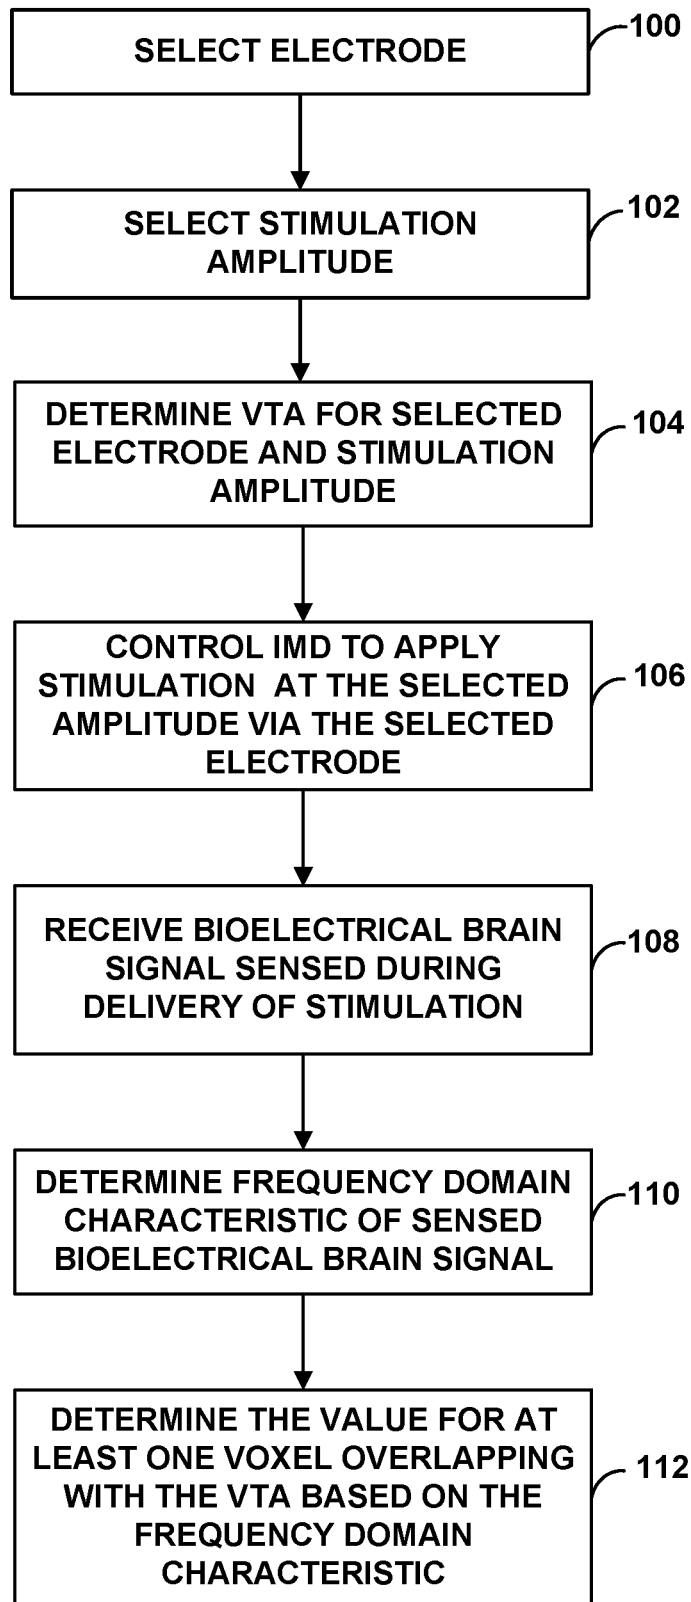 SELECT ELECTRODE
100
SELECT STIMULATION
AMPLITUDE
102
DETERMINE VTA FOR SELECTED
ELECTRODE AND STIMULATION
AMPLITUDE
104
CONTROL IMD TO APPLY
STIMULATION AT THE SELECTED
AMPLITUDE VIA THE SELECTED
ELECTRODE
106
RECEIVE BIOELECTRICAL BRAIN
SIGNAL SENSED DURING
DELIVERY OF STIMULATION
108
DETERMINE FREQUENCY DOMAIN
CHARACTERISTIC OF SENSED
BIOELECTRICAL BRAIN SIGNAL
110
DETERMINE THE VALUE FOR AT
LEAST ONE VOXEL OVERLAPPING
WITH THE VTA BASED ON THE
FREQUENCY DOMAIN
CHARACTERISTIC
112